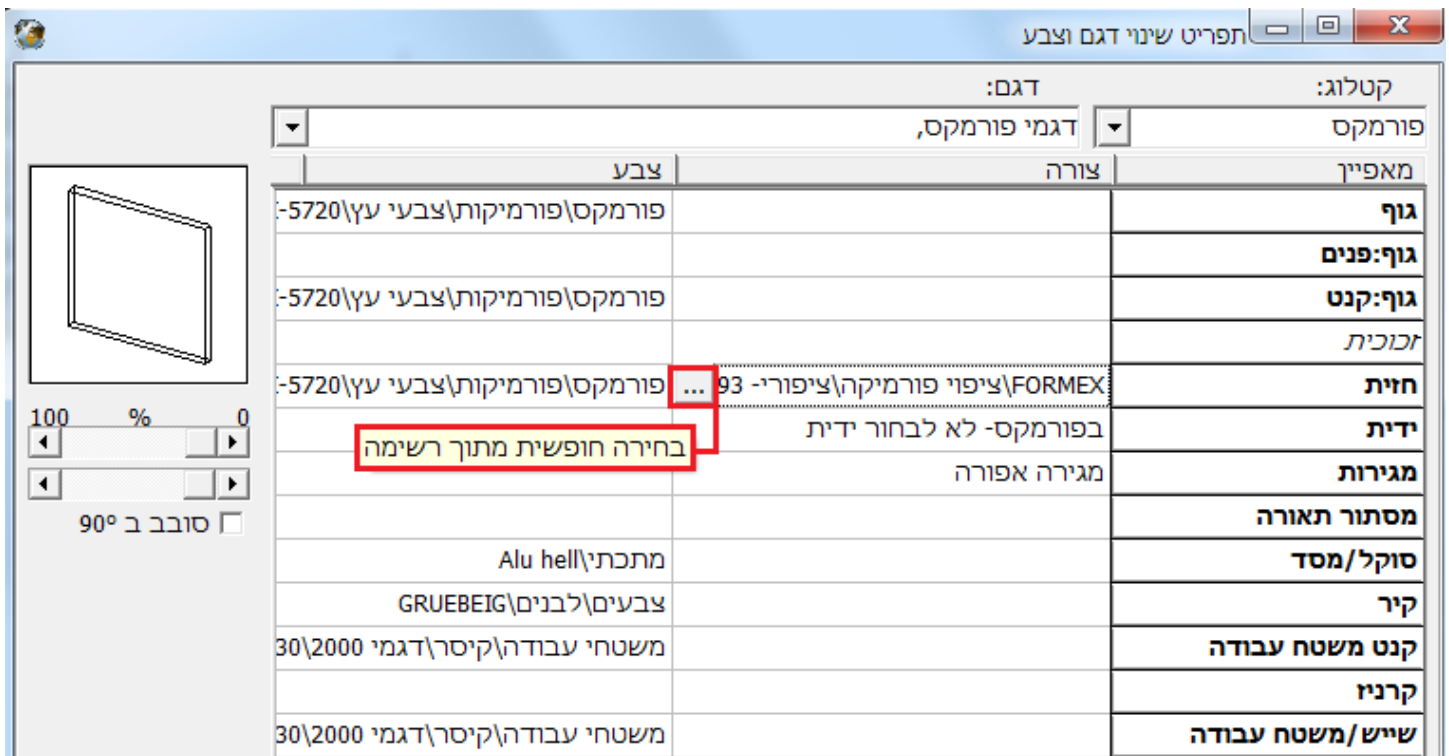 תפריט שינוי דגם וצבע
קטלוג: דגם:
פורמקס דגמי פורמקס,
מאפיין צורה צבע
גוף פורמקס\פורמיקות\צבעי עץ\5720-
גוף:פנים
גוף:קנט פורמקס\פורמיקות\צבעי עץ\5720-
זכוכית
חזית FORMEX\ציפוי פורמיקה\ציפורי- 93 ... פורמקס\פורמיקות\צבעי עץ\5720-
ידית בפורמקס- לא לבחור ידית
בחירה חופשית מתוך רשימה
מגירות מגירה אפורה
מסתור תאורה
סוקל/מסד מתכתי\Alu hell
קיר צבעים\לבנים\GRUEBEIG
קנט משטח עבודה משטחי עבודה\קיסר\דגמי 2000\30
קרניז
שייש/משטח עבודה משטחי עבודה\קיסר\דגמי 2000\30
100 % 0
סובב ב 90º